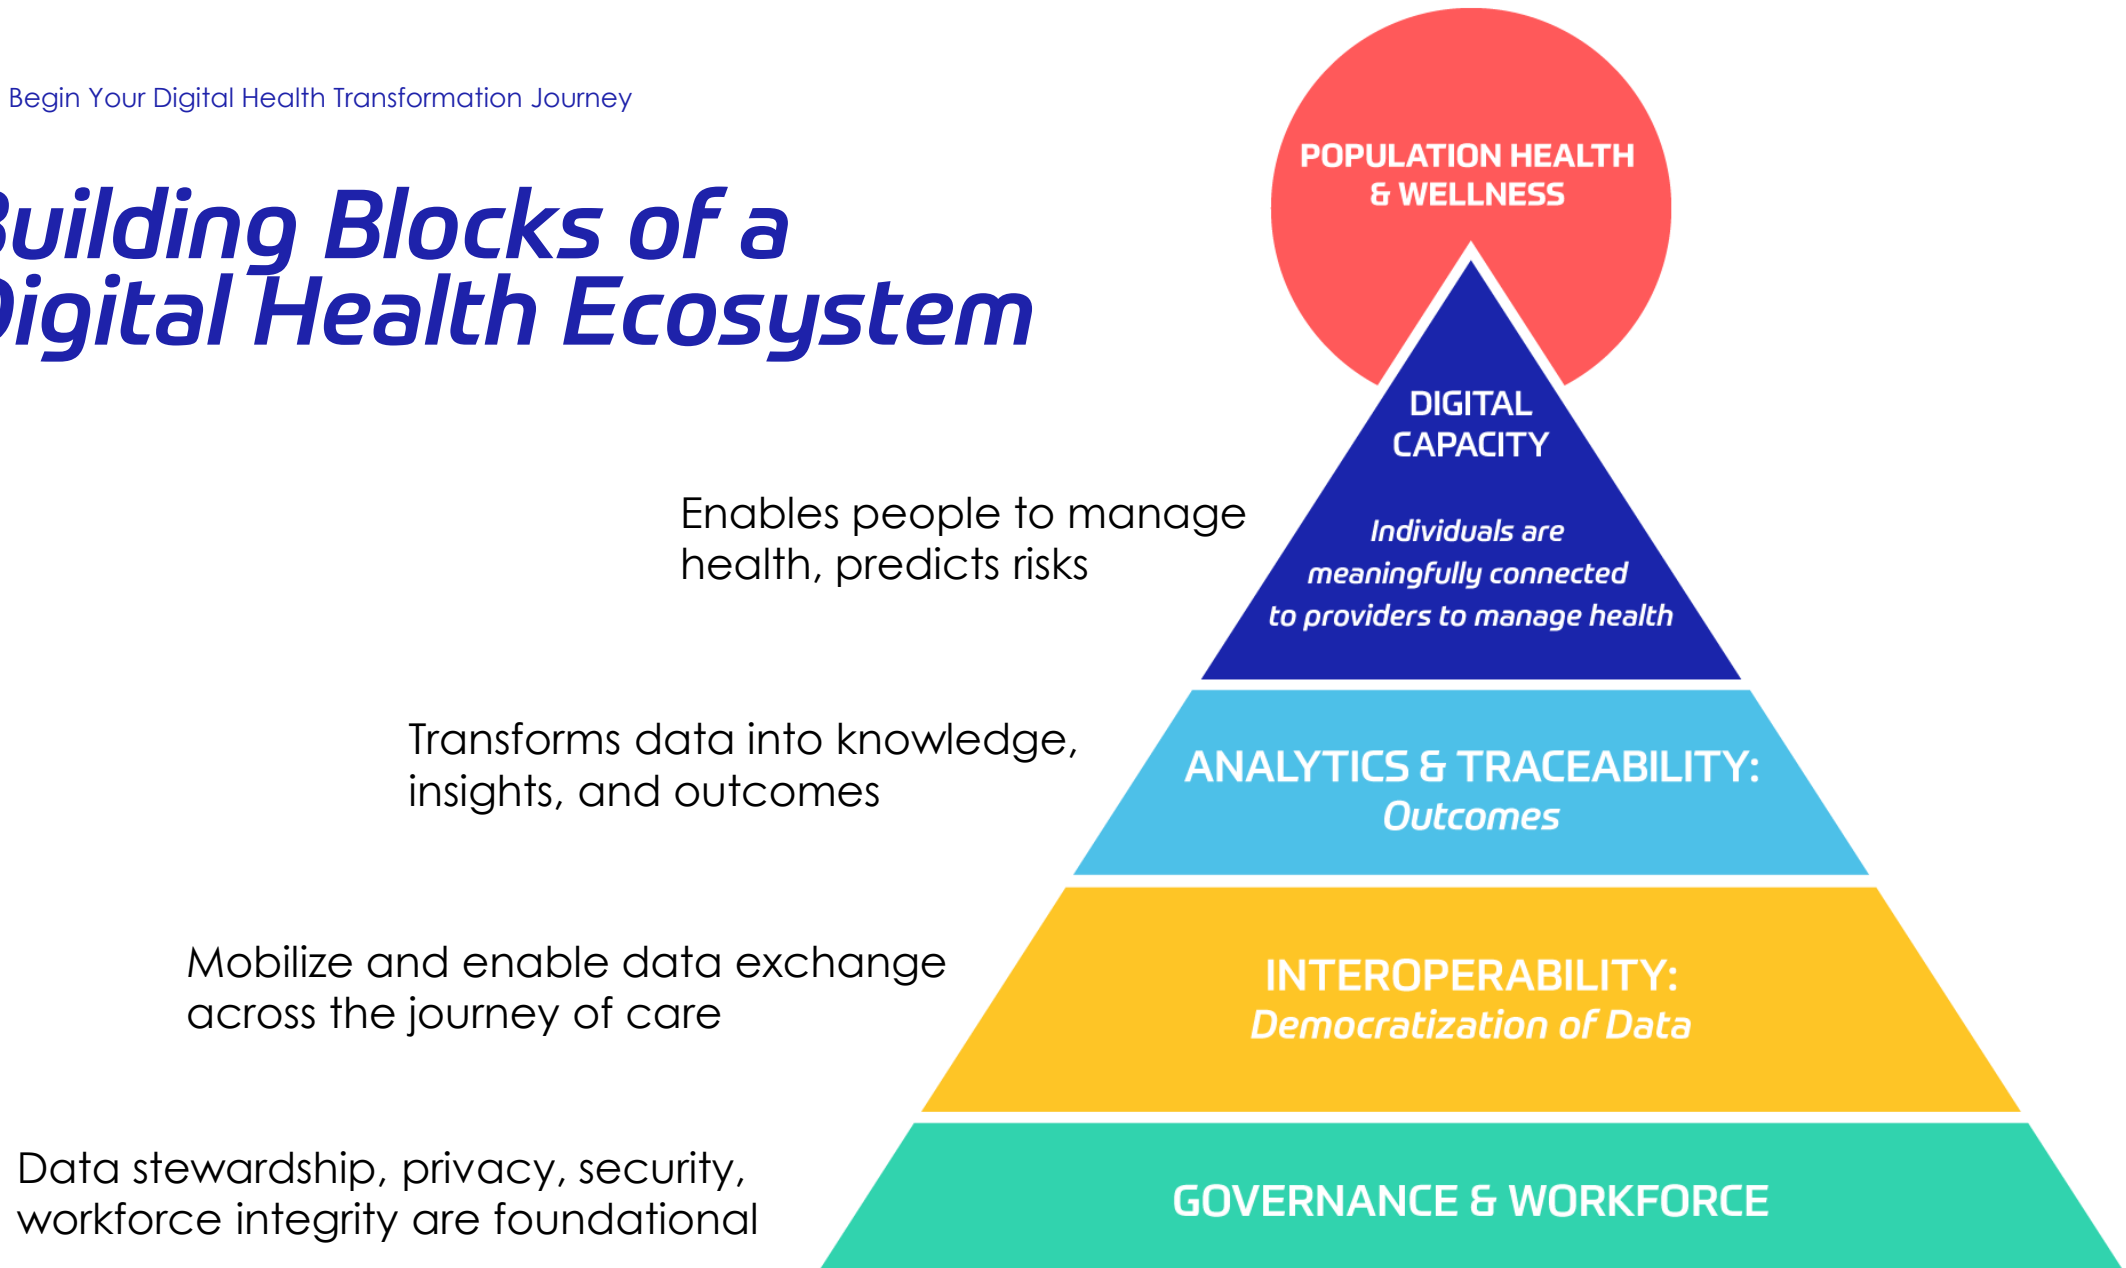 Begin Your Digital Health Transformation Journey
Building Blocks of a
Digital Health Ecosystem
POPULATION HEALTH
& WELLNESS
DIGITAL
CAPACITY
Individuals are
meaningfully connected
to providers to manage health
Enables people to manage
health, predicts risks
Transforms data into knowledge,
insights, and outcomes
ANALYTICS & TRACEABILITY:
Outcomes
Mobilize and enable data exchange
across the journey of care
INTEROPERABILITY:
Democratization of Data
Data stewardship, privacy, security,
workforce integrity are foundational
GOVERNANCE & WORKFORCE